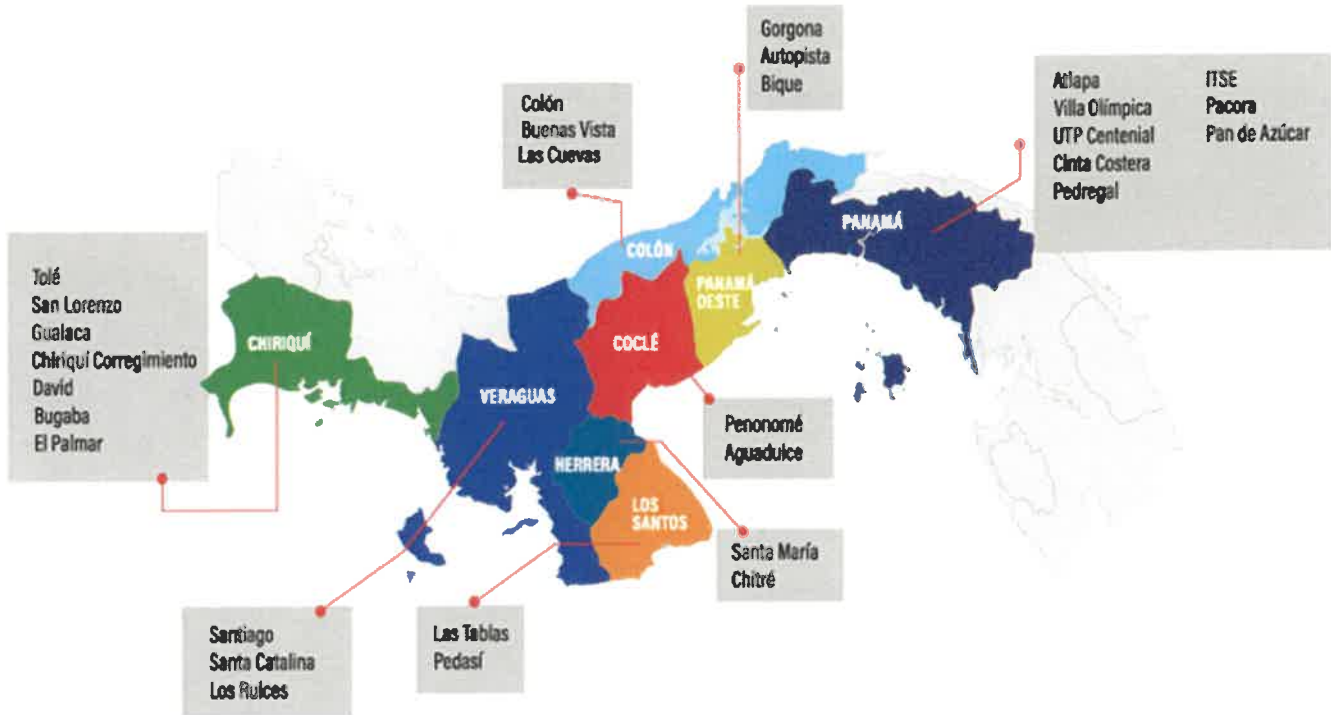 Gorgona
Autopista
Bique
Atlapa
Villa Olímpica
UTP Centenial
Cinta Costera
Pedregal
ITSE
Pacora
Pan de Azúcar
Colón
Buenas Vista
Las Cuevas
Tolé
San Lorenzo
Gualaca
Chiriquí Corregimiento
David
Bugaba
El Palmar
CHIRIQUÍ
VERAGUAS
COLÓN
COCLÉ
PANAMÁ
OESTE
PANAMÁ
HERRERA
LOS
SANTOS
Penonomé
Aguadulce
Santa María
Chitré
Santiago
Santa Catalina
Los Ruices
Las Tablas
Pedasí